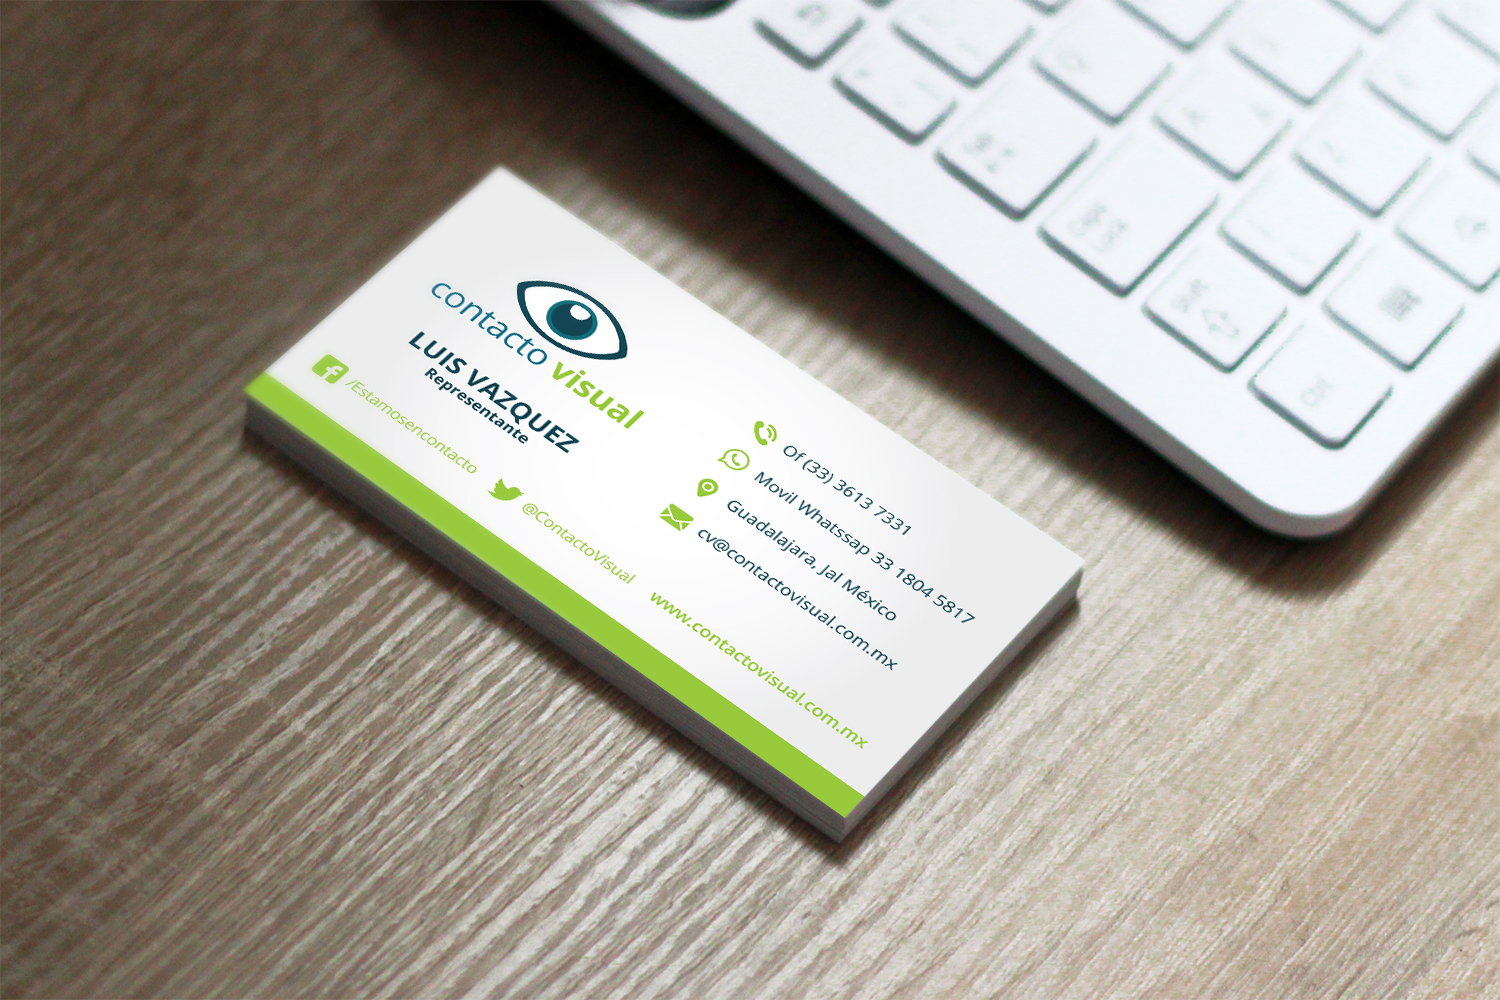 contacto visual
LUIS VAZQUEZ
Representante
/Estamosencontacto
@ContactoVisual
Of (33) 3613 7331
Movil Whatssap 33 1804 5817
Guadalajara, Jal México
cv@contactovisual.com.mx
www.contactovisual.com.mx